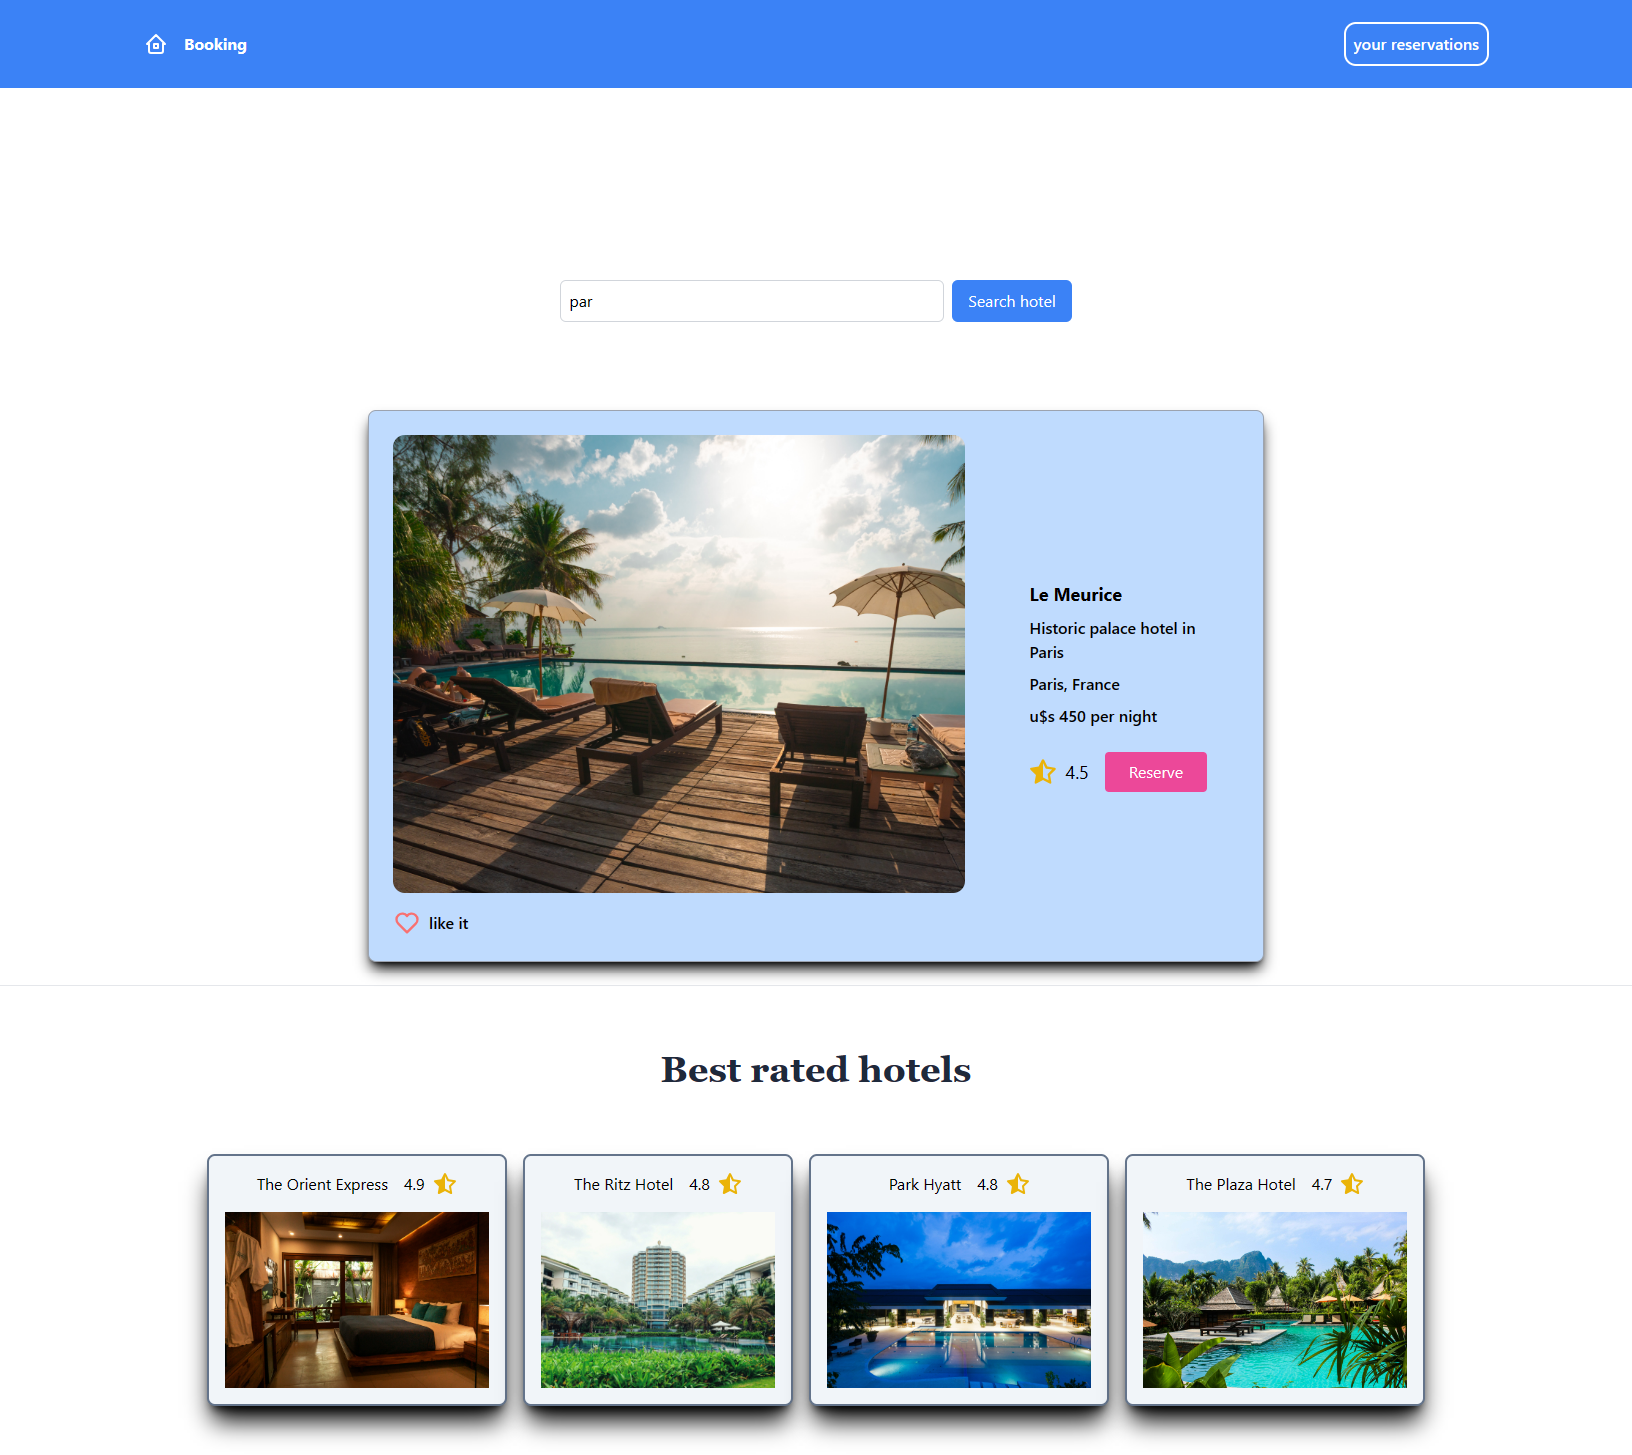 Booking
your reservations
par
Search hotel
Le Meurice
Historic palace hotel in
Paris
Paris, France
u$s 450 per night
4.5
Reserve
like it
Best rated hotels
The Orient Express 4.9
The Ritz Hotel 4.8
Park Hyatt 4.8
The Plaza Hotel 4.7